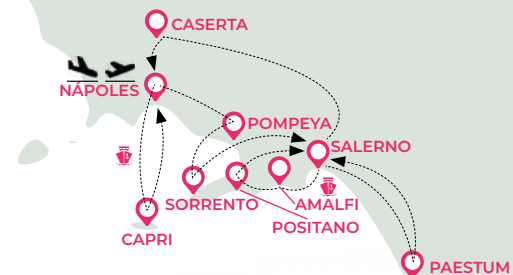 CASERTA
NÁPOLES
POMPEYA
SALERNO
SORRENTO
AMALFI
POSITANO
CAPRI
PAESTUM